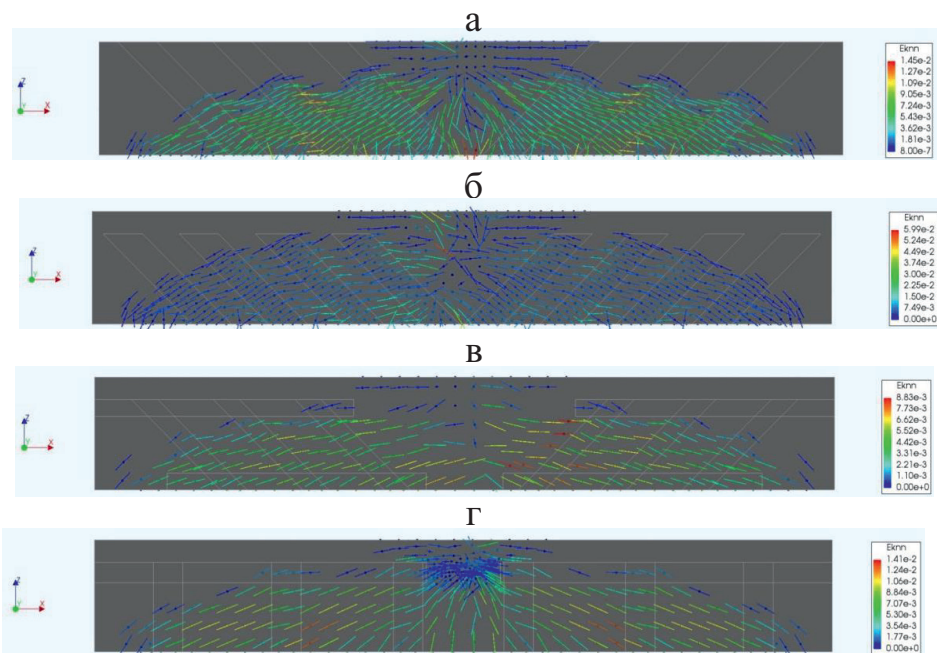 а
Z
Y
X
Eknn
1.45e-2
1.27e-2
1.09e-2
9.05e-3
7.24e-3
5.43e-3
3.62e-3
1.81e-3
8.00e-7
б
Z
Y
X
Eknn
5.99e-2
5.24e-2
4.49e-2
3.74e-2
3.00e-2
2.25e-2
1.50e-2
7.49e-3
0.00e+0
в
Z
Y
X
Eknn
8.83e-3
7.73e-3
6.62e-3
5.52e-3
4.42e-3
3.31e-3
2.21e-3
1.10e-3
0.00e+0
г
Z
Y
X
Eknn
1.41e-2
1.24e-2
1.06e-2
8.84e-3
7.07e-3
5.30e-3
3.54e-3
1.77e-3
0.00e+0